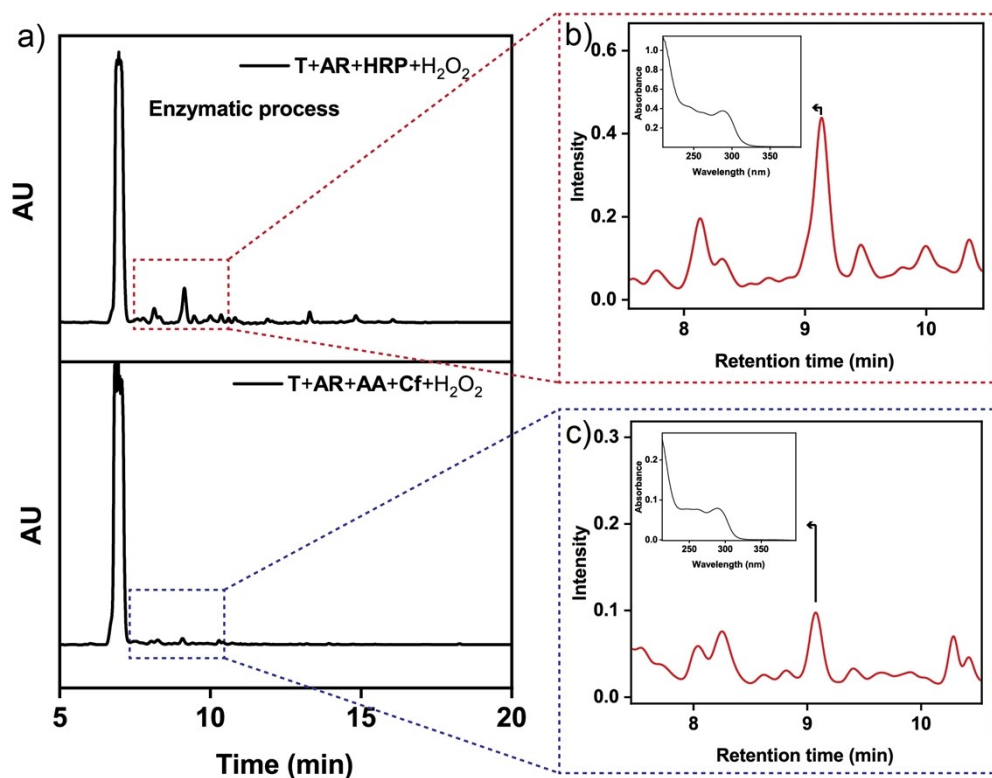 a)
T+AR+HRP+H₂O₂
Enzymatic process
AU
T+AR+AA+Cf+H₂O₂
AU
5 10 15 20
Time (min)
b)
0.6
0.4
0.2
0.0
Intensity
8 9 10
Retention time (min)
1.0
0.8
0.6
0.4
0.2
Absorbance
250 300 350
Wavelength (nm)
c)
0.3
0.2
0.1
0.0
Intensity
8 9 10
Retention time (min)
0.2
0.1
0.0
Absorbance
250 300 350
Wavelength (nm)